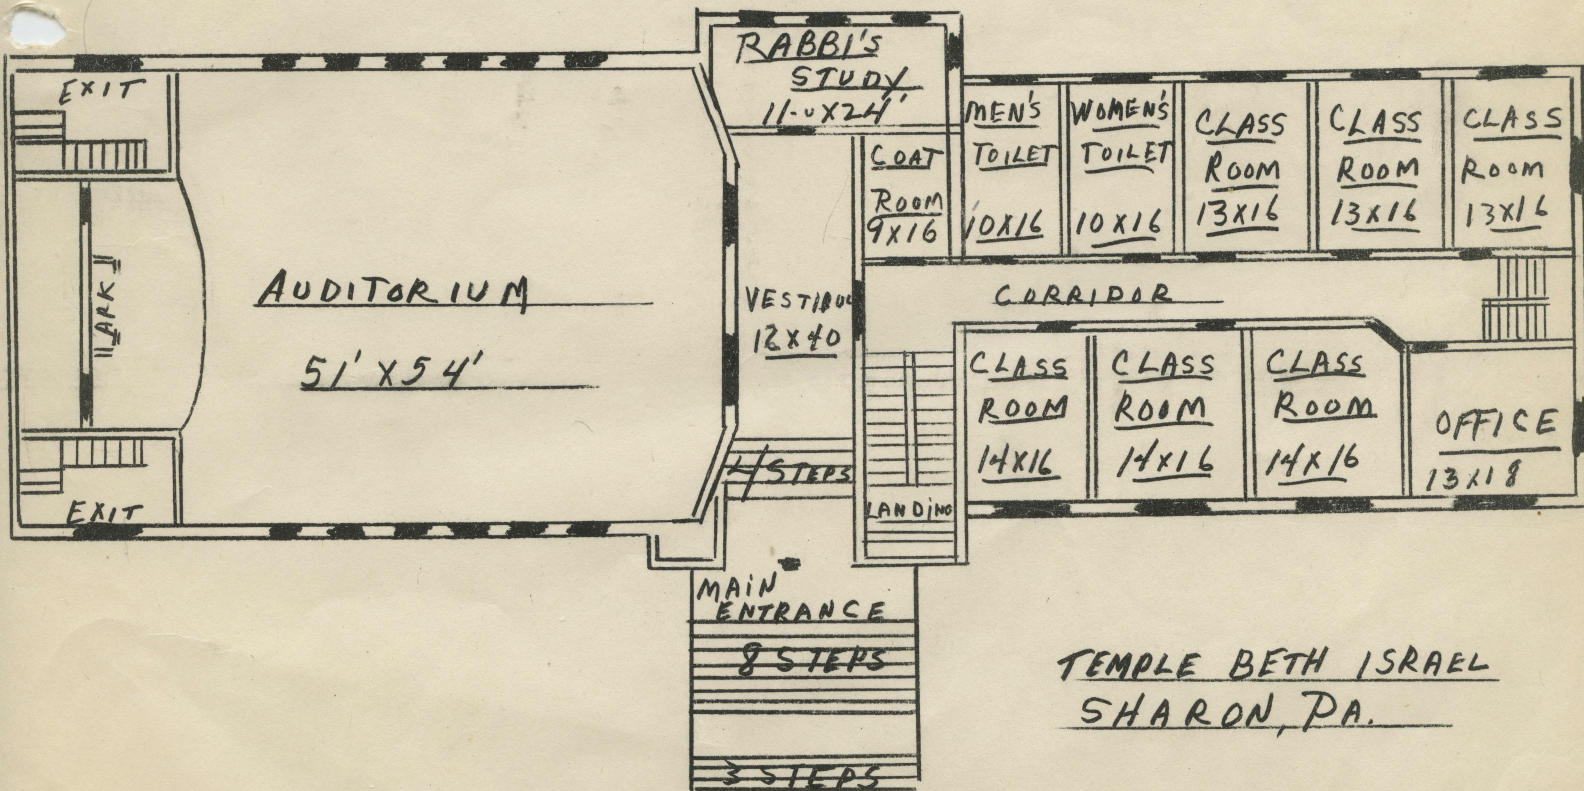 RABBI'S
STUDY
11-0X24'
EXIT
MEN'S
TOILET
10X16
WOMEN'S
TOILET
10X16
CLASS
ROOM
13X16
CLASS
ROOM
13X16
CLASS
ROOM
13X16
COAT
ROOM
9X16
ARK
AUDITORIUM
51'X54'
12X40
CORRIDOR
CLASS
ROOM
14X16
CLASS
ROOM
14X16
CLASS
ROOM
14X16
OFFICE
13X18
4 STEPS
LANDING
EXIT
MAIN
ENTRANCE
8 STEPS
3 STEPS
TEMPLE BETH ISRAEL
SHARON, PA.